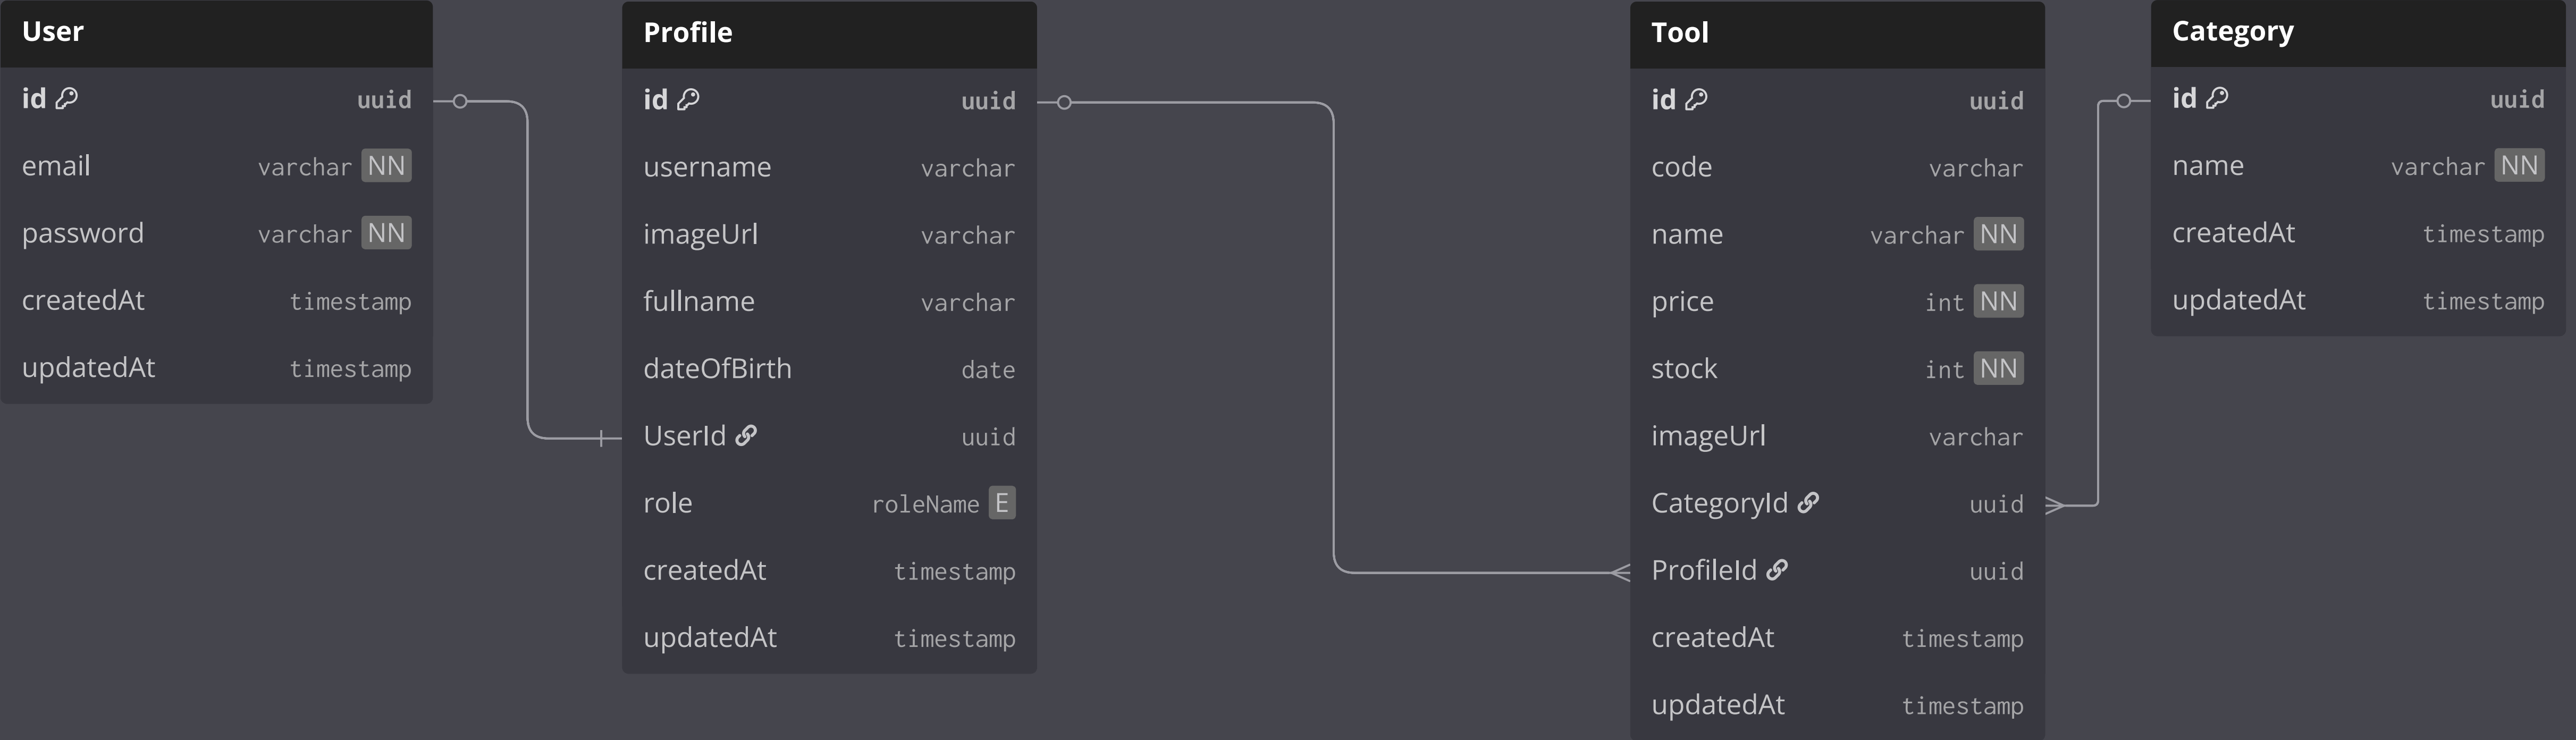 User
id uuid
email varchar NN
password varchar NN
createdAt timestamp
updatedAt timestamp
Profile
id uuid
username varchar
imageUrl varchar
fullname varchar
dateOfBirth date
UserId uuid
role roleName E
createdAt timestamp
updatedAt timestamp
Tool
id uuid
code varchar
name varchar NN
price int NN
stock int NN
imageUrl varchar
CategoryId uuid
ProfileId uuid
createdAt timestamp
updatedAt timestamp
Category
id uuid
name varchar NN
createdAt timestamp
updatedAt timestamp